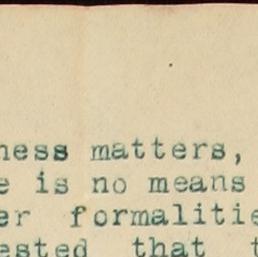 ness matters,
e is no means
er formalitie
ested that t